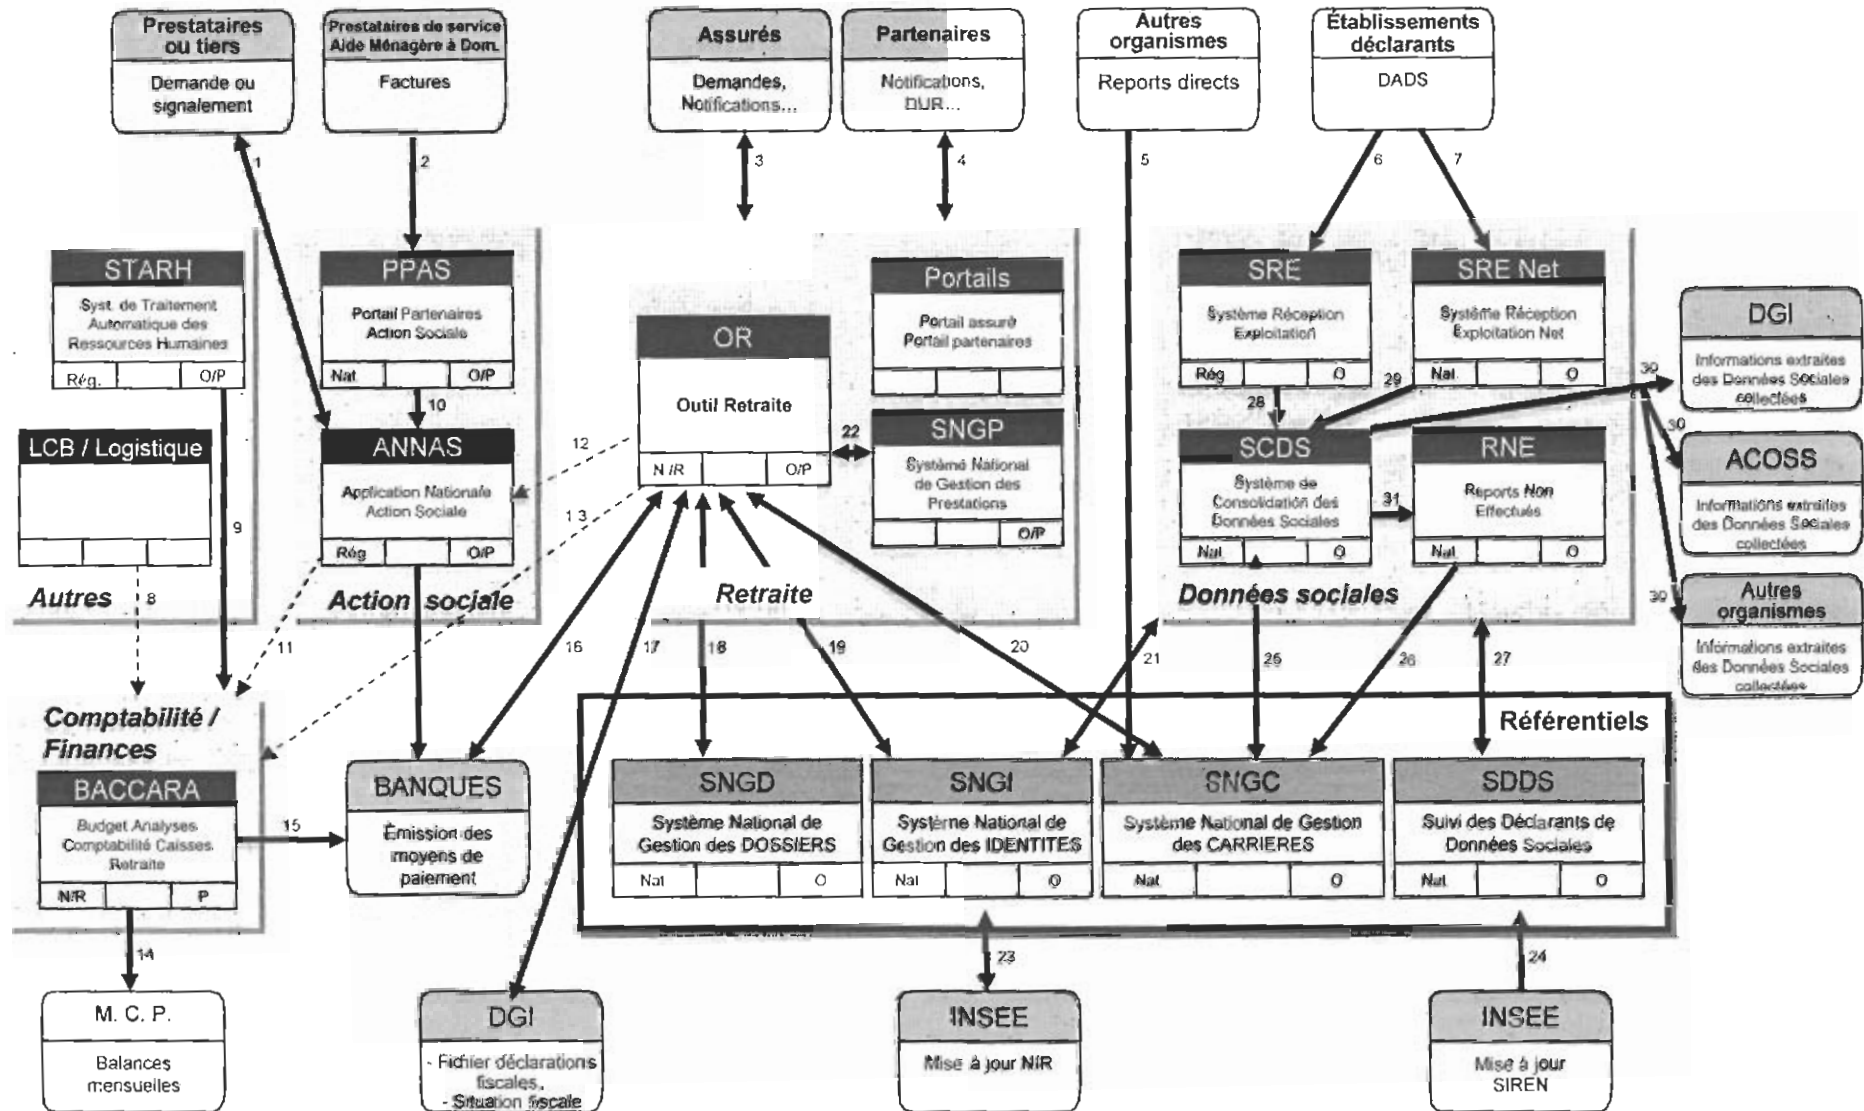 Prestataires
ou tiers
Demande ou
signalement
Prestataires de service
Aide Ménagère à Dom.
Factures
Assurés
Demandes,
Notifications...
Partenaires
Notifications,
DUR...
Autres
organismes
Reports directs
Établissements
déclarants
DADS
1
2
3
4
5
6
7
STARH
Syst. de Traitement
Automatique des
Ressources Humaines
Rég.
O/P
PPAS
Portail Partenaires
Action Sociale
Nat
O/P
OR
Outil Retraite
N/R
O/P
Portails
Portail assuré
Portail partenaires
SRE
Système Réception
Exploitation
Rég
O
SRE Net
Système Réception
Exploitation Net
Nat
O
DGI
Informations extraites
des Données Sociales
collectées
9
10
12
13
22
28
29
30
LCB / Logistique
Autres
ANNAS
Application Nationale
Action Sociale
Rég
O/P
Action sociale
SNGP
Système National
de Gestion des
Prestations
O/P
Retraite
SCDS
Système de
Consolidation des
Données Sociales
Nat
O
31
RNE
Reports Non
Effectués
Nat
O
Données sociales
30
ACOSS
Informations extraites
des Données Sociales
collectées
30
Autres
organismes
Informations extraites
des Données Sociales
collectées
8
11
16
17
18
19
20
21
25
26
27
Comptabilité /
Finances
BACCARA
Budget Analyses
Comptabilité Caisses
Retraite
N/R
P
15
BANQUES
Émission des
moyens de
paiement
Référentiels
SNGD
Système National de
Gestion des DOSSIERS
Nat
O
SNGI
Système National de
Gestion des IDENTITES
Nat
O
SNGC
Système National de Gestion
des CARRIERES
Nat
O
SDDS
Suivi des Déclarants de
Données Sociales
Nat
O
14
23
24
M. C. P.
Balances
mensuelles
DGI
- Fichier déclarations
fiscales,
- Situation fiscale
INSEE
Mise à jour NIR
INSEE
Mise à jour
SIREN